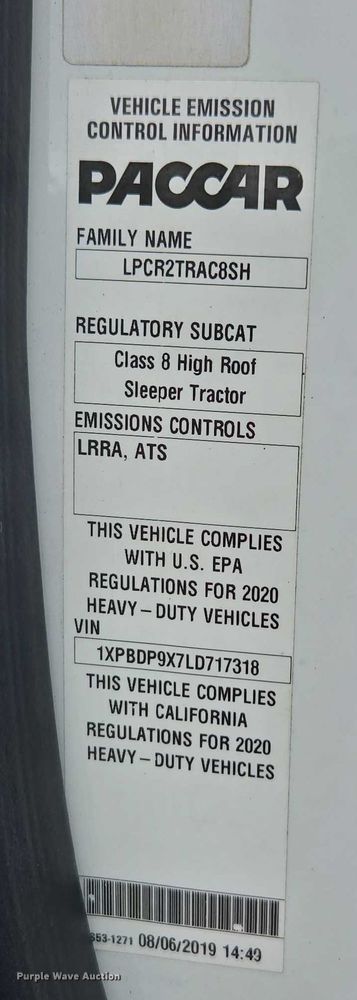 VEHICLE EMISSION
CONTROL INFORMATION
PACCAR
FAMILY NAME
LPCR2TRAC8SH
REGULATORY SUBCAT
Class 8 High Roof
Sleeper Tractor
EMISSIONS CONTROLS
LRRA, ATS
THIS VEHICLE COMPLIES
WITH U.S. EPA
REGULATIONS FOR 2020
HEAVY – DUTY VEHICLES
VIN
1XPBDP9X7LD717318
THIS VEHICLE COMPLIES
WITH CALIFORNIA
REGULATIONS FOR 2020
HEAVY – DUTY VEHICLES
S53-1271 08/06/2019 14:49
Purple Wave Auction